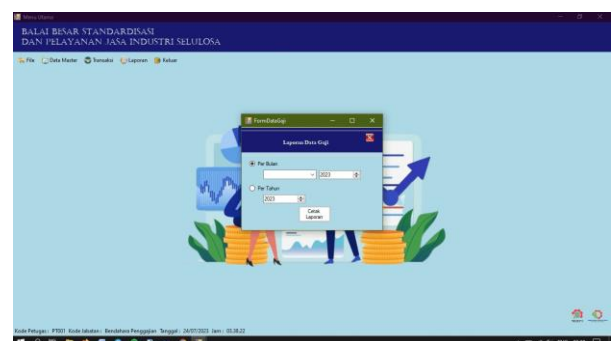 Menu Utama
BALAI BESAR STANDARDISASI
DAN PELAYANAN JASA INDUSTRI SELULOSA
File Data Master Transaksi Laporan Keluar
FormDataGaji
Laporan Data Gaji
Per Bulan
2023
Per Tahun
2023
Cetak
Laporan
Kode Petugas : PT001 Kode Jabatan : Bendahara Penggajian Tanggal : 24/07/2023 Jam : 03.38.22